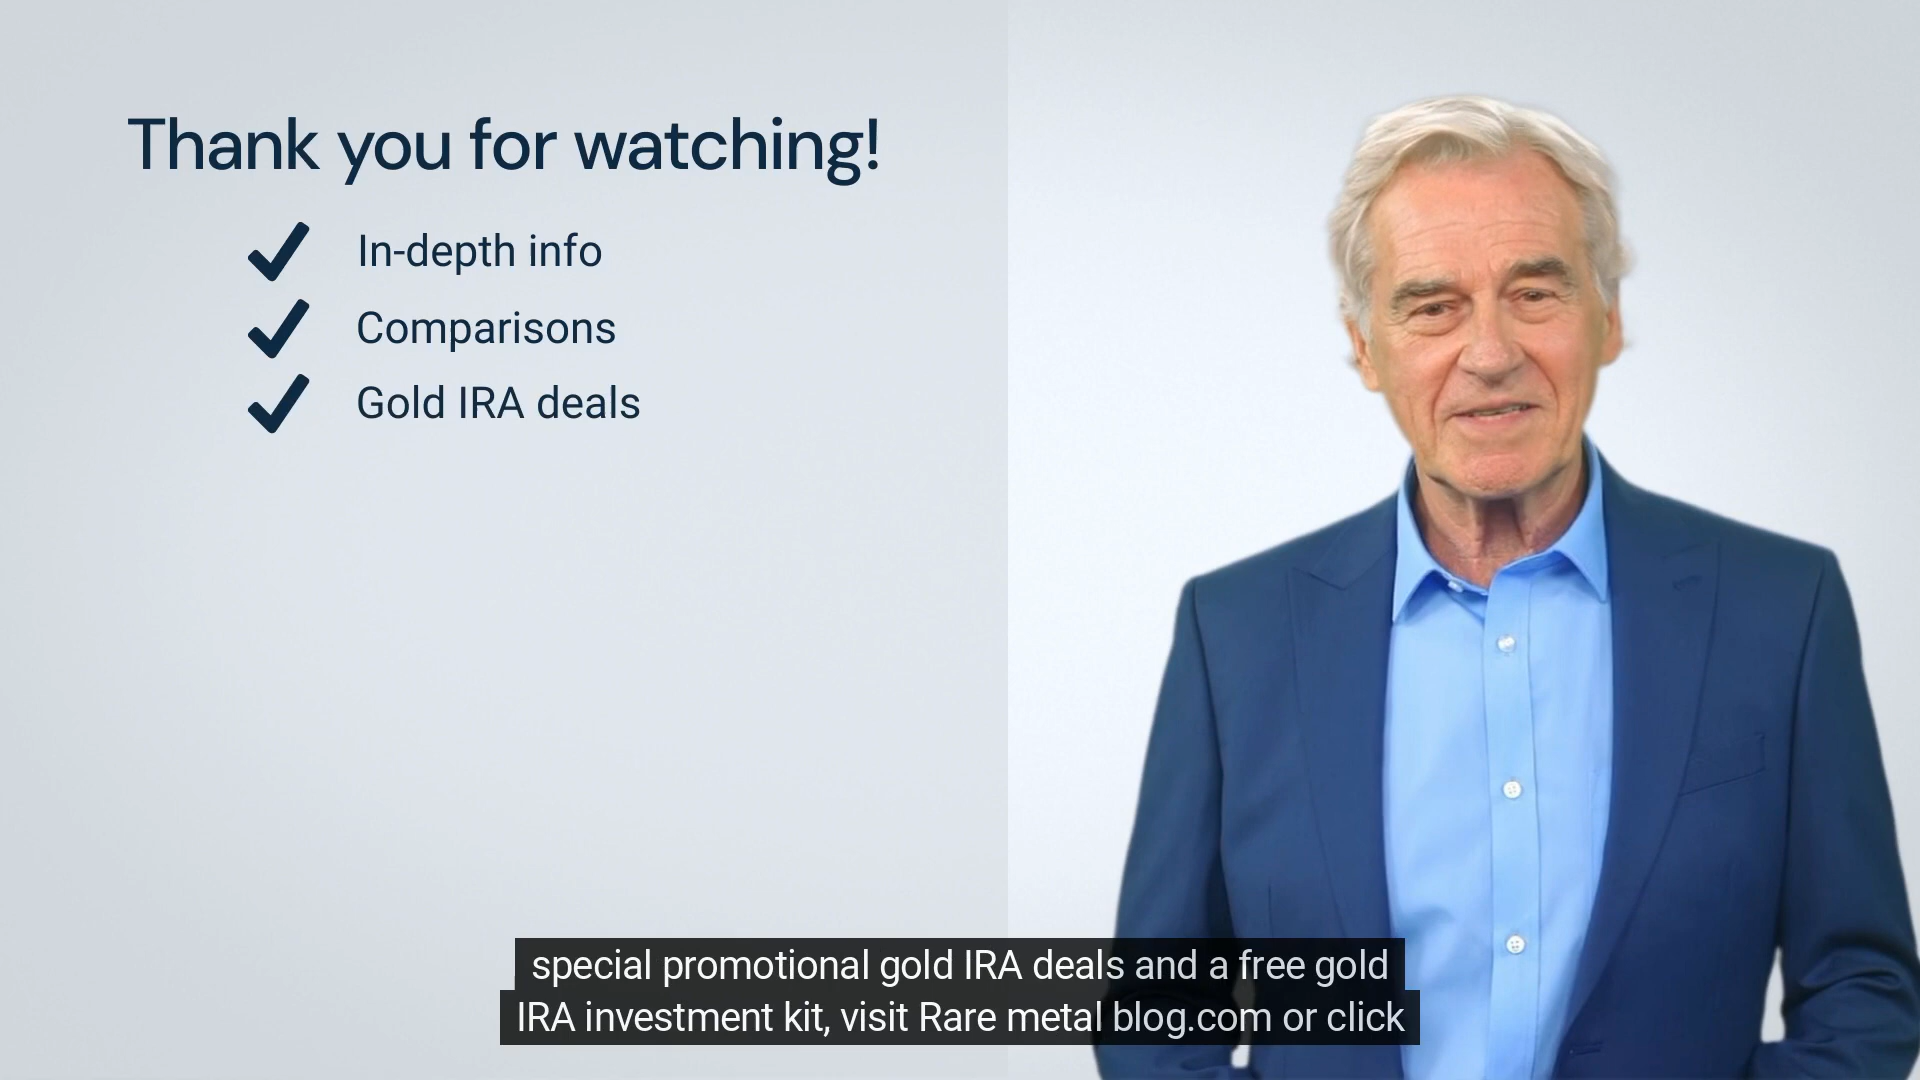 Thank you for watching!
In-depth info
Comparisons
Gold IRA deals
special promotional gold IRA deals and a free gold
IRA investment kit, visit Rare metal blog.com or click